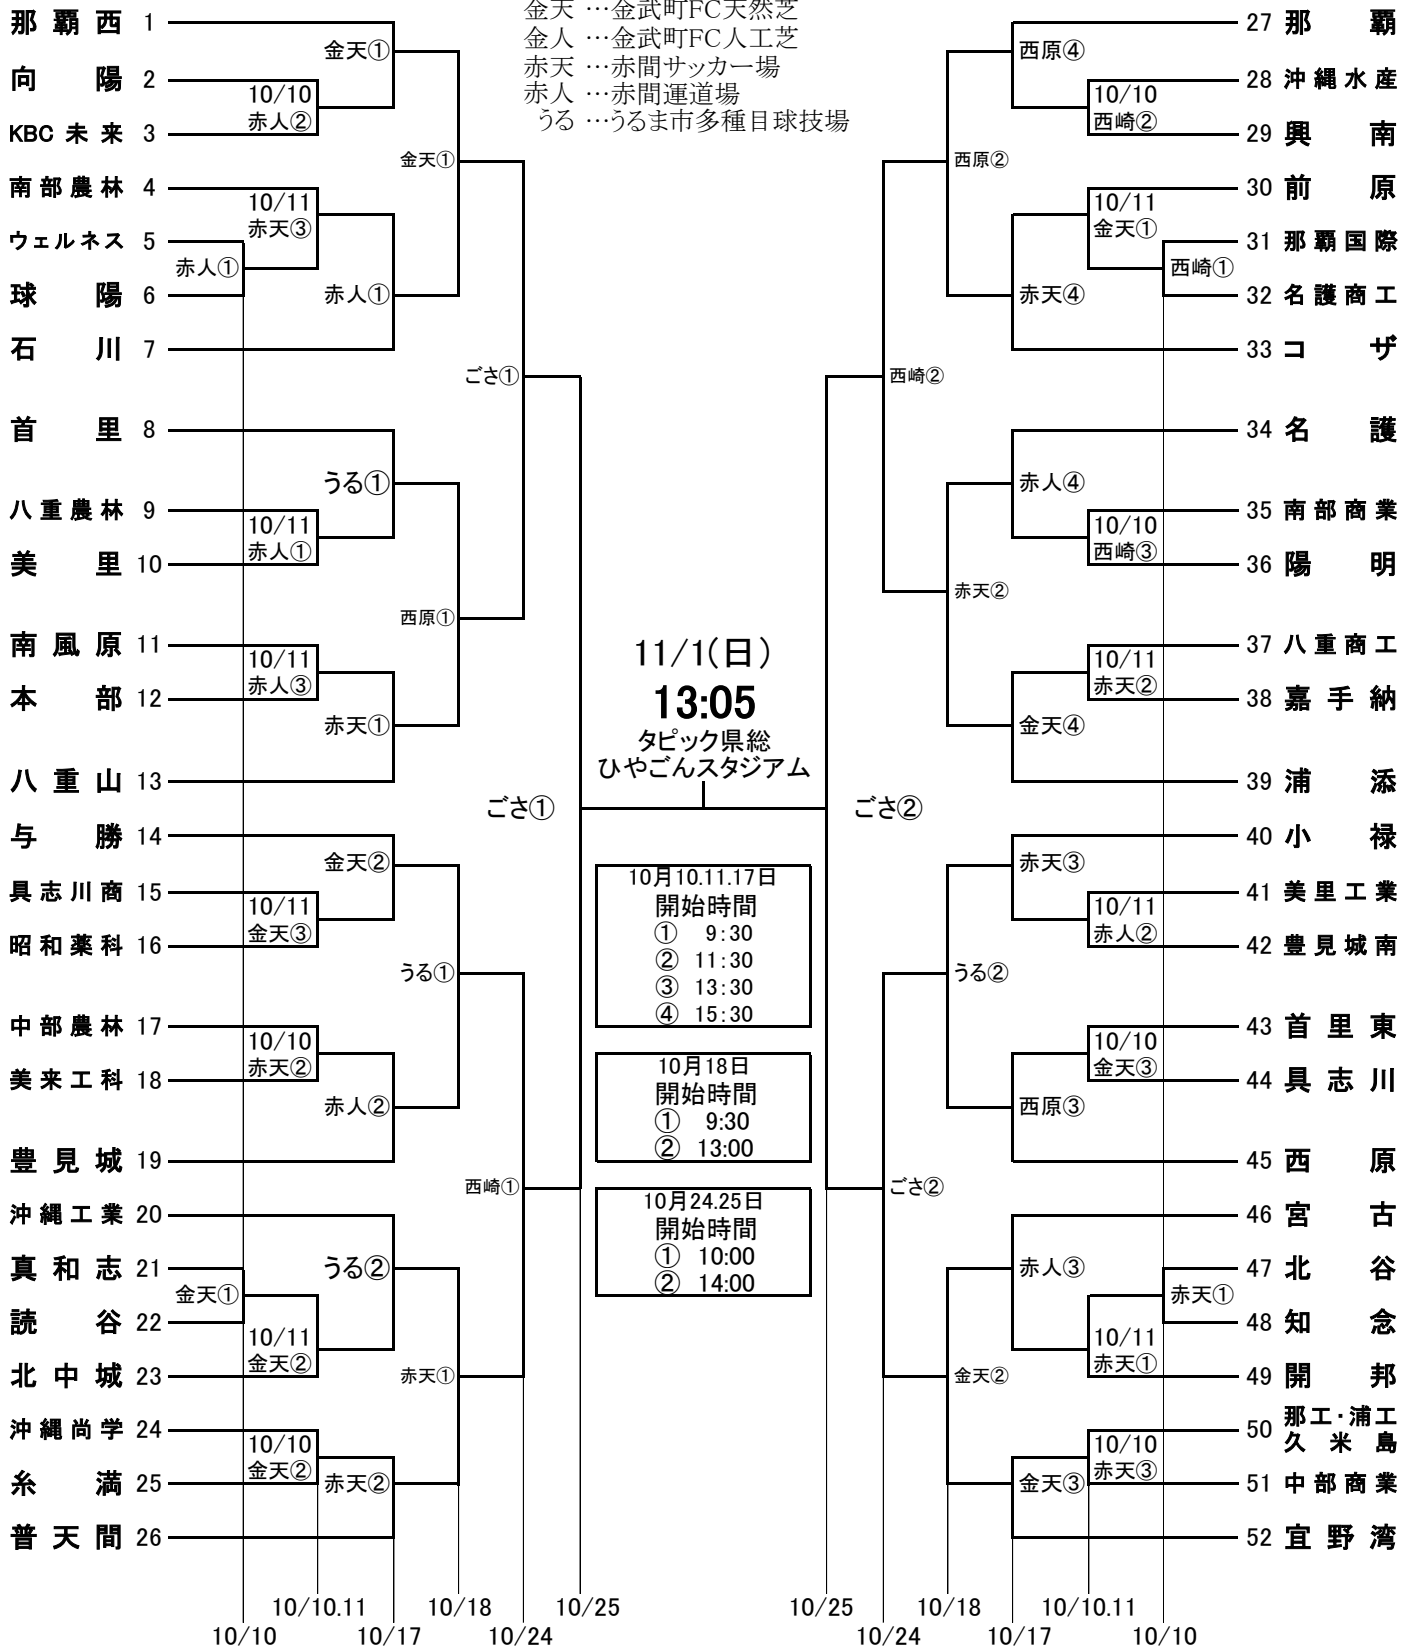 金天 …金武町FC天然芝
金人 …金武町FC人工芝
赤天 …赤間サッカー場
赤人 …赤間運道場
うる …うるま市多種目球技場
那覇西 1
金天①
向陽 2
10/10
赤人②
KBC未来 3
金天①
南部農林 4
10/11
赤天③
ウェルネス 5
赤人①
球陽 6
赤人①
石川 7
ごさ①
首里 8
うる①
八重農林 9
10/11
赤人①
美里 10
西原①
南風原 11
10/11
赤人③
本部 12
赤天①
八重山 13
ごさ①
与勝 14
金天②
具志川商 15
10/11
金天③
昭和薬科 16
うる①
中部農林 17
10/10
赤天②
美来工科 18
赤人②
豊見城 19
西崎①
沖縄工業 20
真和志 21
うる②
金天①
読谷 22
10/11
金天②
北中城 23
赤天①
沖縄尚学 24
10/10
金天②
糸満 25
赤天②
普天間 26
11/1(日)
13:05
タピック県総
ひやごんスタジアム
10月10.11.17日
開始時間
① 9:30
② 11:30
③ 13:30
④ 15:30
10月18日
開始時間
① 9:30
② 13:00
10月24.25日
開始時間
① 10:00
② 14:00
27 那覇
西原④
28 沖縄水産
10/10
西崎②
29 興南
西原②
30 前原
10/11
金天①
31 那覇国際
西崎①
32 名護商工
赤天④
33 コザ
西崎②
34 名護
赤人④
35 南部商業
10/10
西崎③
36 陽明
赤天②
37 八重商工
10/11
赤天②
38 嘉手納
金天④
39 浦添
ごさ②
40 小禄
赤天③
41 美里工業
10/11
赤人②
42 豊見城南
うる②
43 首里東
10/10
金天③
44 具志川
西原③
45 西原
ごさ②
46 宮古
赤人③
47 北谷
赤天①
48 知念
10/11
赤天①
49 開邦
金天②
50 那工・浦工
久米島
10/10
赤天③
51 中部商業
金天③
52 宜野湾
10/10.11 10/18 10/25 10/25 10/18 10/10.11
10/10 10/17 10/24 10/24 10/17 10/10